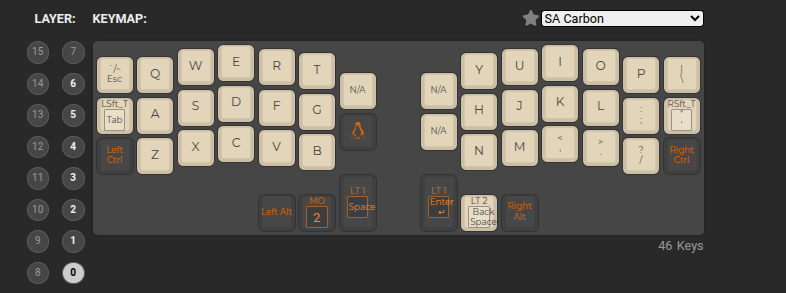 LAYER: KEYMAP: SA Carbon
15 7
14 6
13 5
12 4
11 3
10 2
9 1
8 0
~/~ Esc Q W E R T N/A
LSft_T Tab A S D F G
Left Ctrl Z X C V B
Left Alt MO 2 LT 1 Space
N/A Y U I O P | \
N/A H J K L : ; RSft_T " '
N M < , > . ? / Right Ctrl
LT 1 Enter ↵ LT 2 Back Space Right Alt
46 Keys